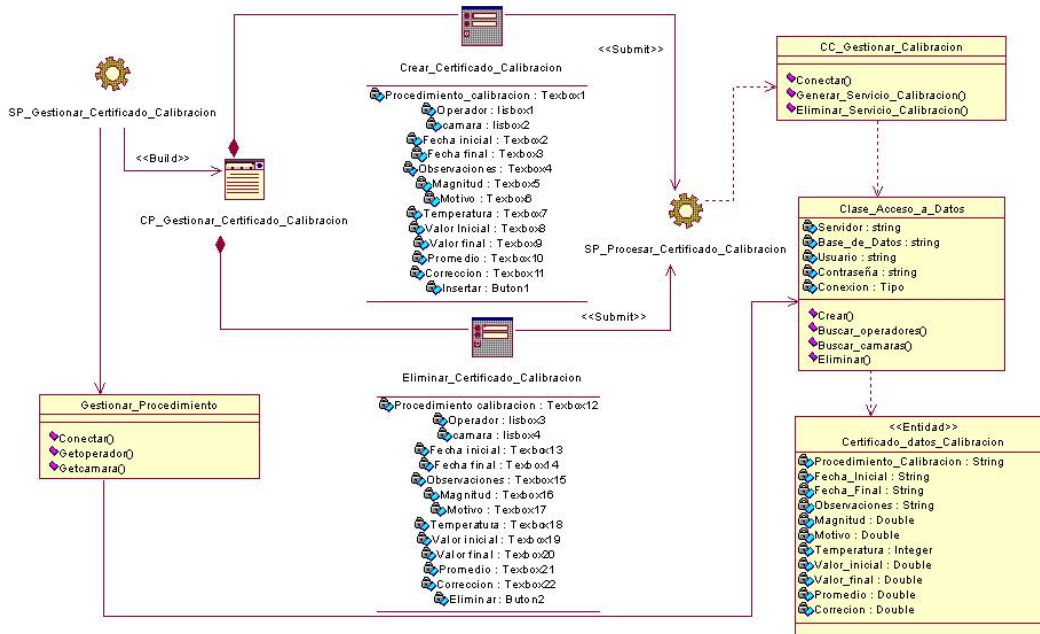 SP_Gestionar_Certificado_Calibracion
<<Build>>
CP_Gestionar_Certificado_Calibracion
Crear_Certificado_Calibracion
Procedimiento_calibracion : Texbox1
Operador : lisbox1
camara : lisbox2
Fecha inicial : Texbox2
Fecha final : Texbox3
Observaciones : Texbox4
Magnitud : Texbox5
Motivo : Texbox6
Temperatura : Texbox7
Valor Inicial : Texbox8
Valor final : Texbox9
Promedio : Texbox10
Correccion : Texbox11
Insertar : Buton1
<<Submit>>
<<Submit>>
SP_Procesar_Certificado_Calibracion
CC_Gestionar_Calibracion
Conectar()
Generar_Servicio_Calibracion()
Eliminar_Servicio_Calibracion()
Clase_Acceso_a_Datos
Servidor : string
Base_de_Datos : string
Usuario : string
Contraseña : string
Conexion : Tipo
Crear()
Buscar_operadores()
Buscar_camaras()
Eliminar()
Gestionar_Procedimiento
Conectar()
Getoperador()
Getcamara()
Eliminar_Certificado_Calibracion
Procedimiento calibracion : Texbox12
Operador : lisbox3
camara : lisbox4
Fecha inicial : Texbox13
Fecha final : Texbox14
Observaciones : Texbox15
Magnitud : Texbox16
Motivo : Texbox17
Temperatura : Texbox18
Valor inicial : Texbox19
Valor final : Texbox20
Promedio : Texbox21
Correccion : Texbox22
Eliminar : Buton2
<<Entidad>>
Certificado_datos_Calibracion
Procedimiento_Calibracion : String
Fecha_Inicial : String
Fecha_Final : String
Observaciones : String
Magnitud : Double
Motivo : Double
Temperatura : Integer
Valor_inicial : Double
Valor_final : Double
Promedio : Double
Correcion : Double